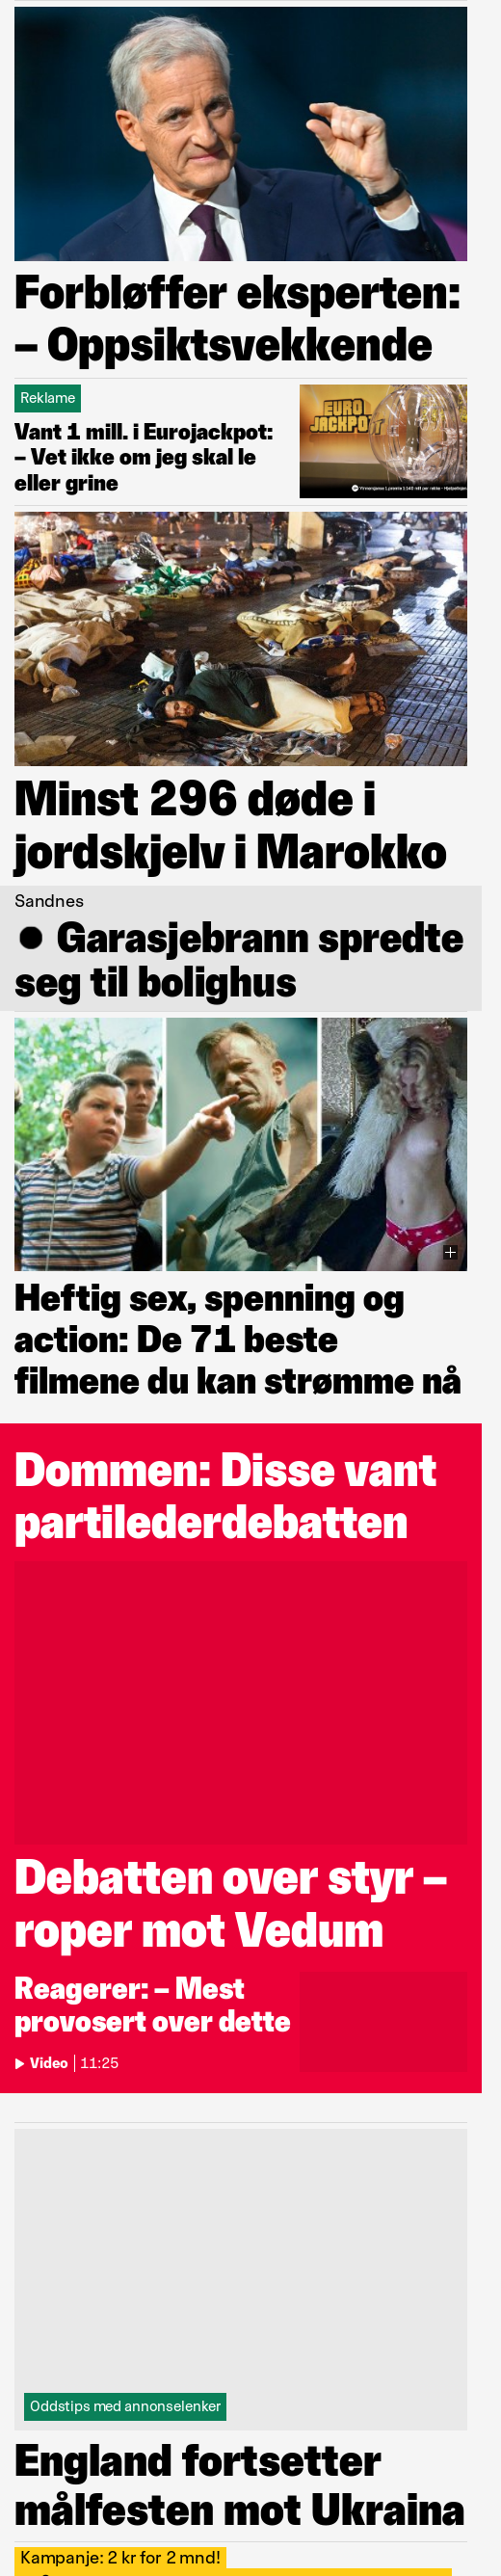 Forbløffer eksperten:
– Oppsiktsvekkende
Reklame
Vant 1 mill. i Eurojackpot:
– Vet ikke om jeg skal le
eller grine
EURO
JACKPOT
Minst 296 døde i
jordskjelv i Marokko
Sandnes
Garasjebrann spredte
seg til bolighus
Heftig sex, spenning og
action: De 71 beste
filmene du kan strømme nå
Dommen: Disse vant
partilederdebatten
Debatten over styr –
roper mot Vedum
Reagerer: – Mest
provosert over dette
Video | 11:25
Oddstips med annonselenker
England fortsetter
målfesten mot Ukraina
Kampanje: 2 kr for 2 mnd!